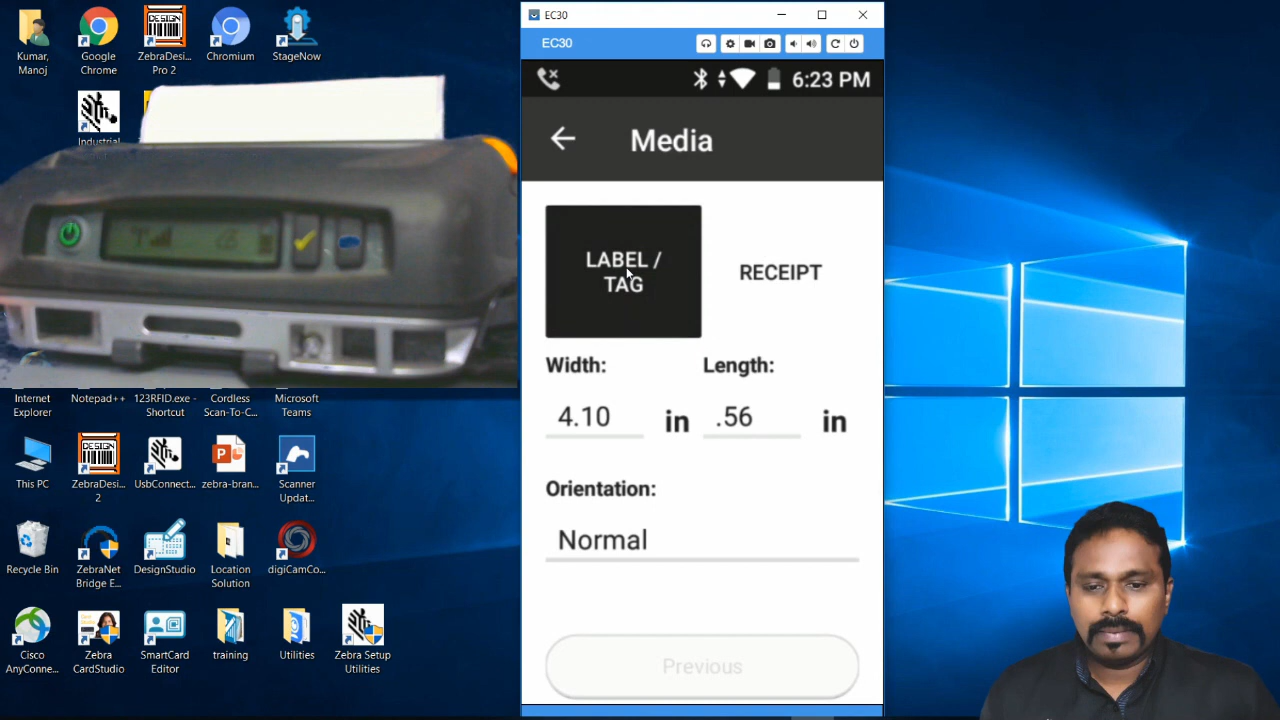 Kumar,
Manoj
Google
Chrome
DESIGN
ZebraDesi...
Pro 2
Chromium
StageNow
Industrial
EC30
EC30
6:23 PM
Media
LABEL /
TAG
RECEIPT
Width:
Length:
4.10 in
.56 in
Orientation:
Normal
Previous
Internet
Explorer
Notepad++
123RFID.exe -
Shortcut
Cordless
Scan-To-C...
Microsoft
Teams
This PC
DESIGN
ZebraDesi...
2
UsbConnect...
zebra-bran...
Scanner
Updat...
Recycle Bin
ZebraNet
Bridge E...
DesignStudio
Location
Solution
digiCamCo...
Cisco
AnyConne...
Zebra
CardStudio
SmartCard
Editor
training
Utilities
Zebra Setup
Utilities